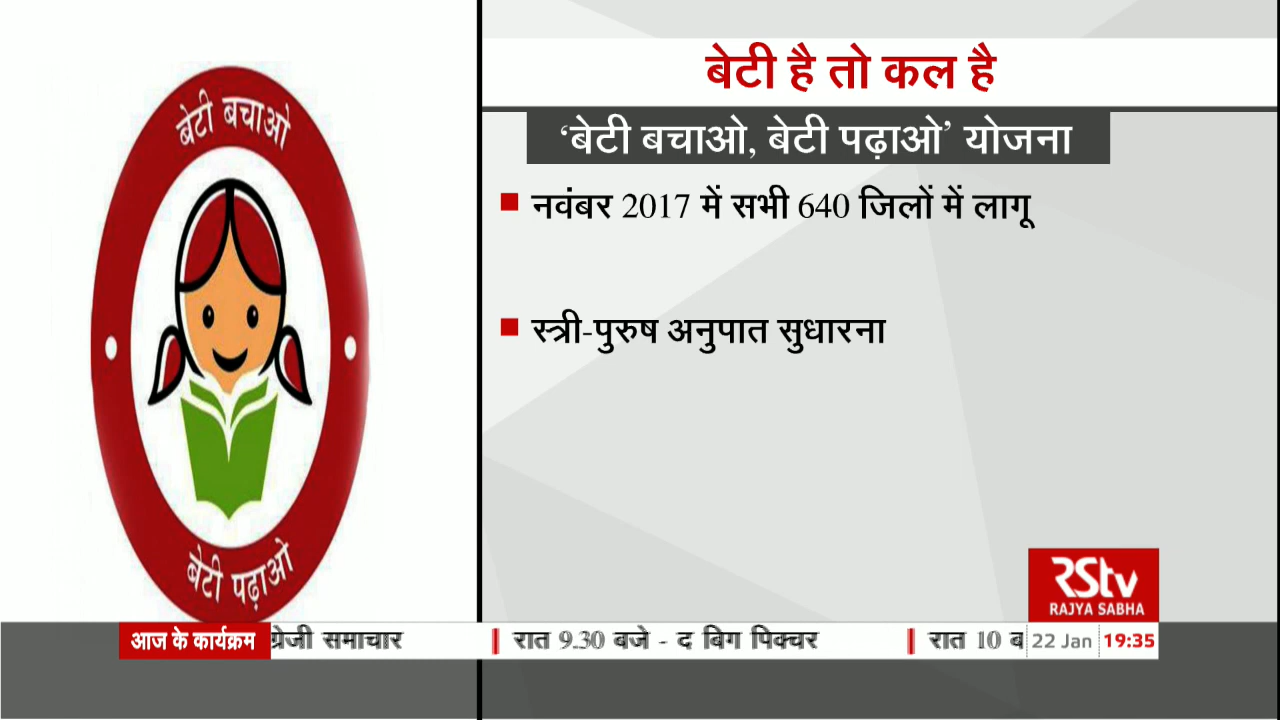 बेटी बचाओ
बेटी पढ़ाओ
बेटी है तो कल है
‘बेटी बचाओ, बेटी पढ़ाओ’ योजना
नवंबर 2017 में सभी 640 जिलों में लागू
स्त्री-पुरुष अनुपात सुधारना
RStv
RAJYA SABHA
आज के कार्यक्रम ग्रेजी समाचार | रात 9.30 बजे - द बिग पिक्चर | रात 10 ब 22 Jan 19:35